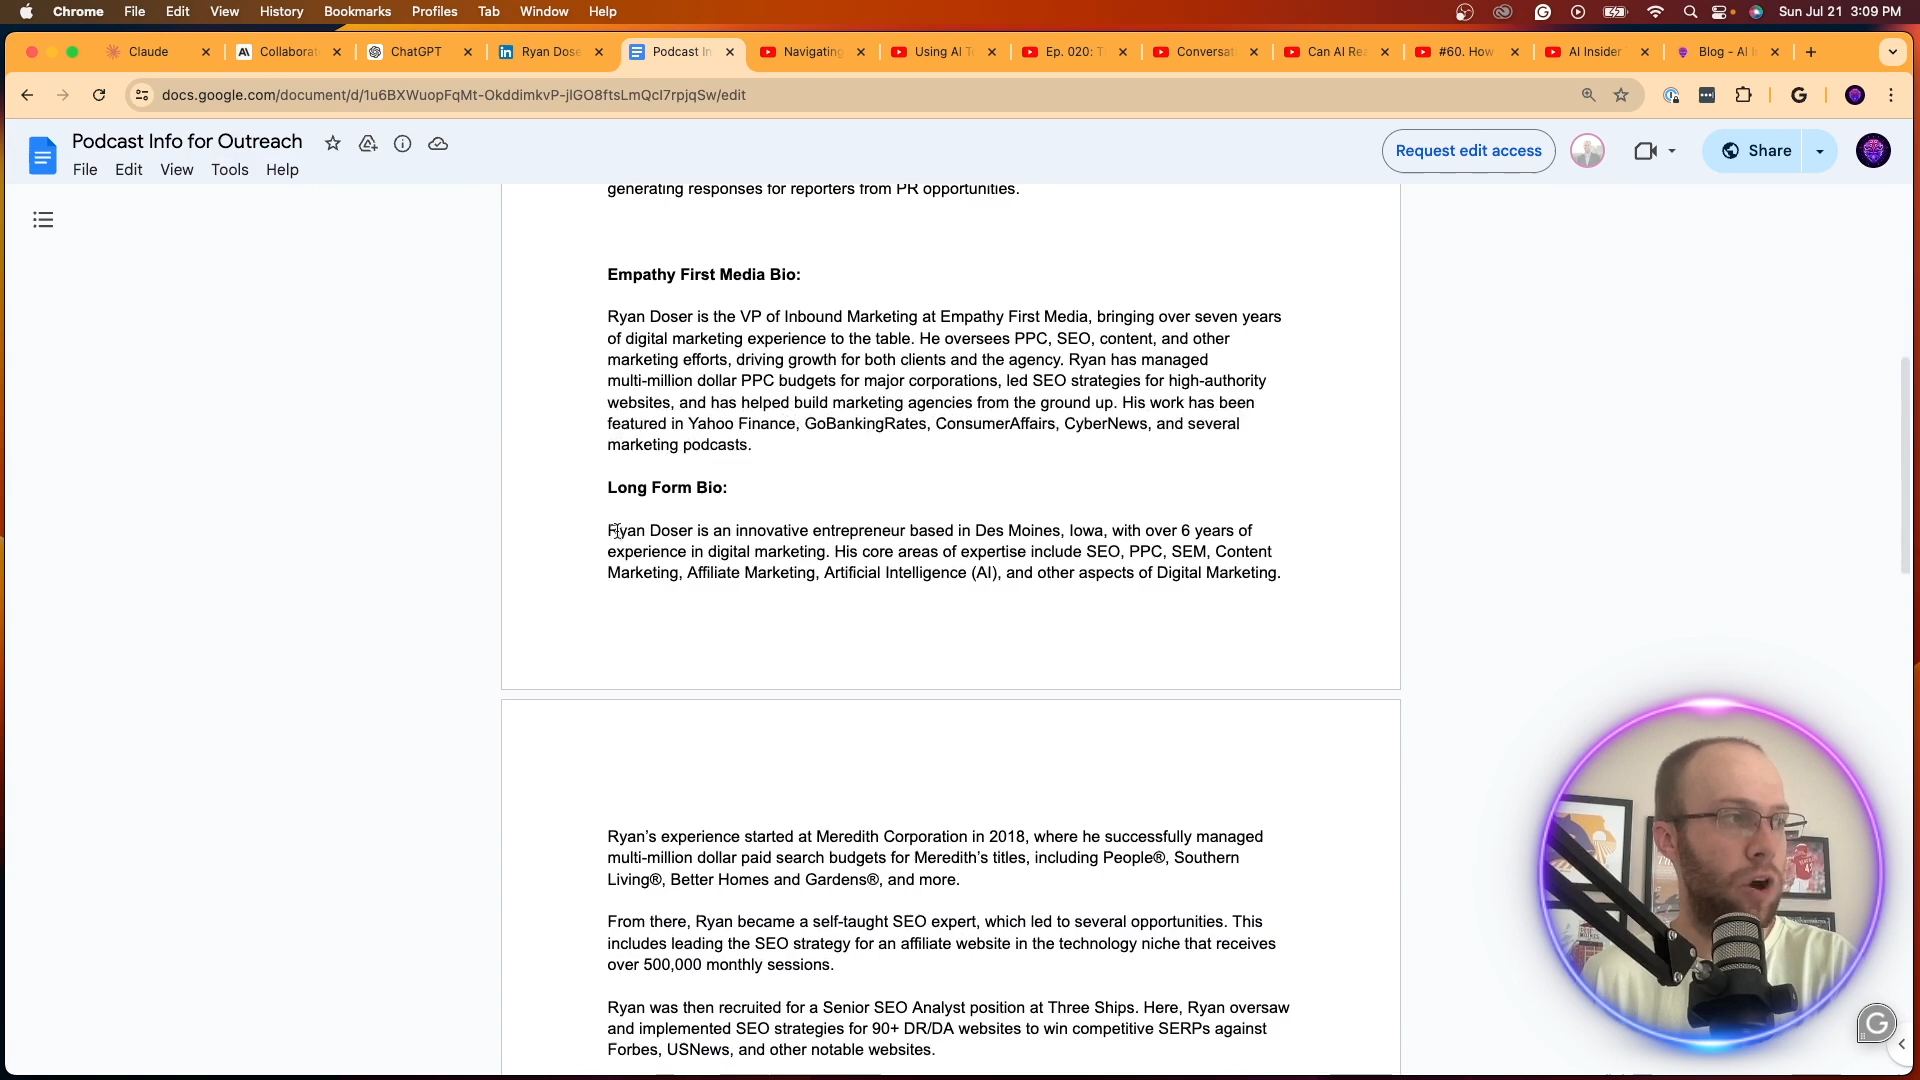 Chrome File Edit View History Bookmarks Profiles Tab Window Help
Sun Jul 21 3:09 PM
Claude
Collaborat
ChatGPT
Ryan Dose
Podcast In
Navigating
Using AI T
Ep. 020: T
Conversat
Can AI Rea
#60. How
AI Insider
Blog - AI I
docs.google.com/document/d/1u6BXWuopFqMt-OkddimkvP-jIGO8ftsLmQcI7rpjqSw/edit
Podcast Info for Outreach
File Edit View Tools Help
Request edit access
Share
generating responses for reporters from PR opportunities.
Empathy First Media Bio:
Ryan Doser is the VP of Inbound Marketing at Empathy First Media, bringing over seven years
of digital marketing experience to the table. He oversees PPC, SEO, content, and other
marketing efforts, driving growth for both clients and the agency. Ryan has managed
multi-million dollar PPC budgets for major corporations, led SEO strategies for high-authority
websites, and has helped build marketing agencies from the ground up. His work has been
featured in Yahoo Finance, GoBankingRates, ConsumerAffairs, CyberNews, and several
marketing podcasts.
Long Form Bio:
Ryan Doser is an innovative entrepreneur based in Des Moines, Iowa, with over 6 years of
experience in digital marketing. His core areas of expertise include SEO, PPC, SEM, Content
Marketing, Affiliate Marketing, Artificial Intelligence (AI), and other aspects of Digital Marketing.
Ryan’s experience started at Meredith Corporation in 2018, where he successfully managed
multi-million dollar paid search budgets for Meredith’s titles, including People®, Southern
Living®, Better Homes and Gardens®, and more.
From there, Ryan became a self-taught SEO expert, which led to several opportunities. This
includes leading the SEO strategy for an affiliate website in the technology niche that receives
over 500,000 monthly sessions.
Ryan was then recruited for a Senior SEO Analyst position at Three Ships. Here, Ryan oversaw
and implemented SEO strategies for 90+ DR/DA websites to win competitive SERPs against
Forbes, USNews, and other notable websites.